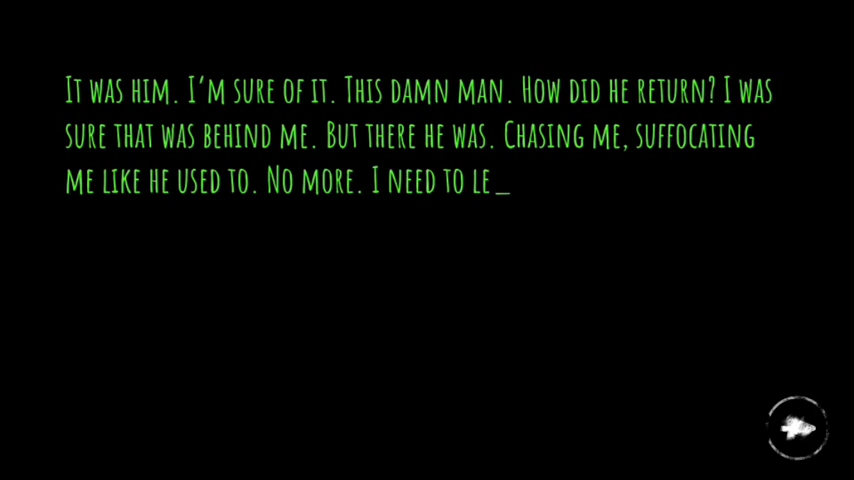 It was him. I'm sure of it. This damn man. How did he return? I was
sure that was behind me. But there he was. Chasing me, suffocating
me like he used to. No more. I need to le_